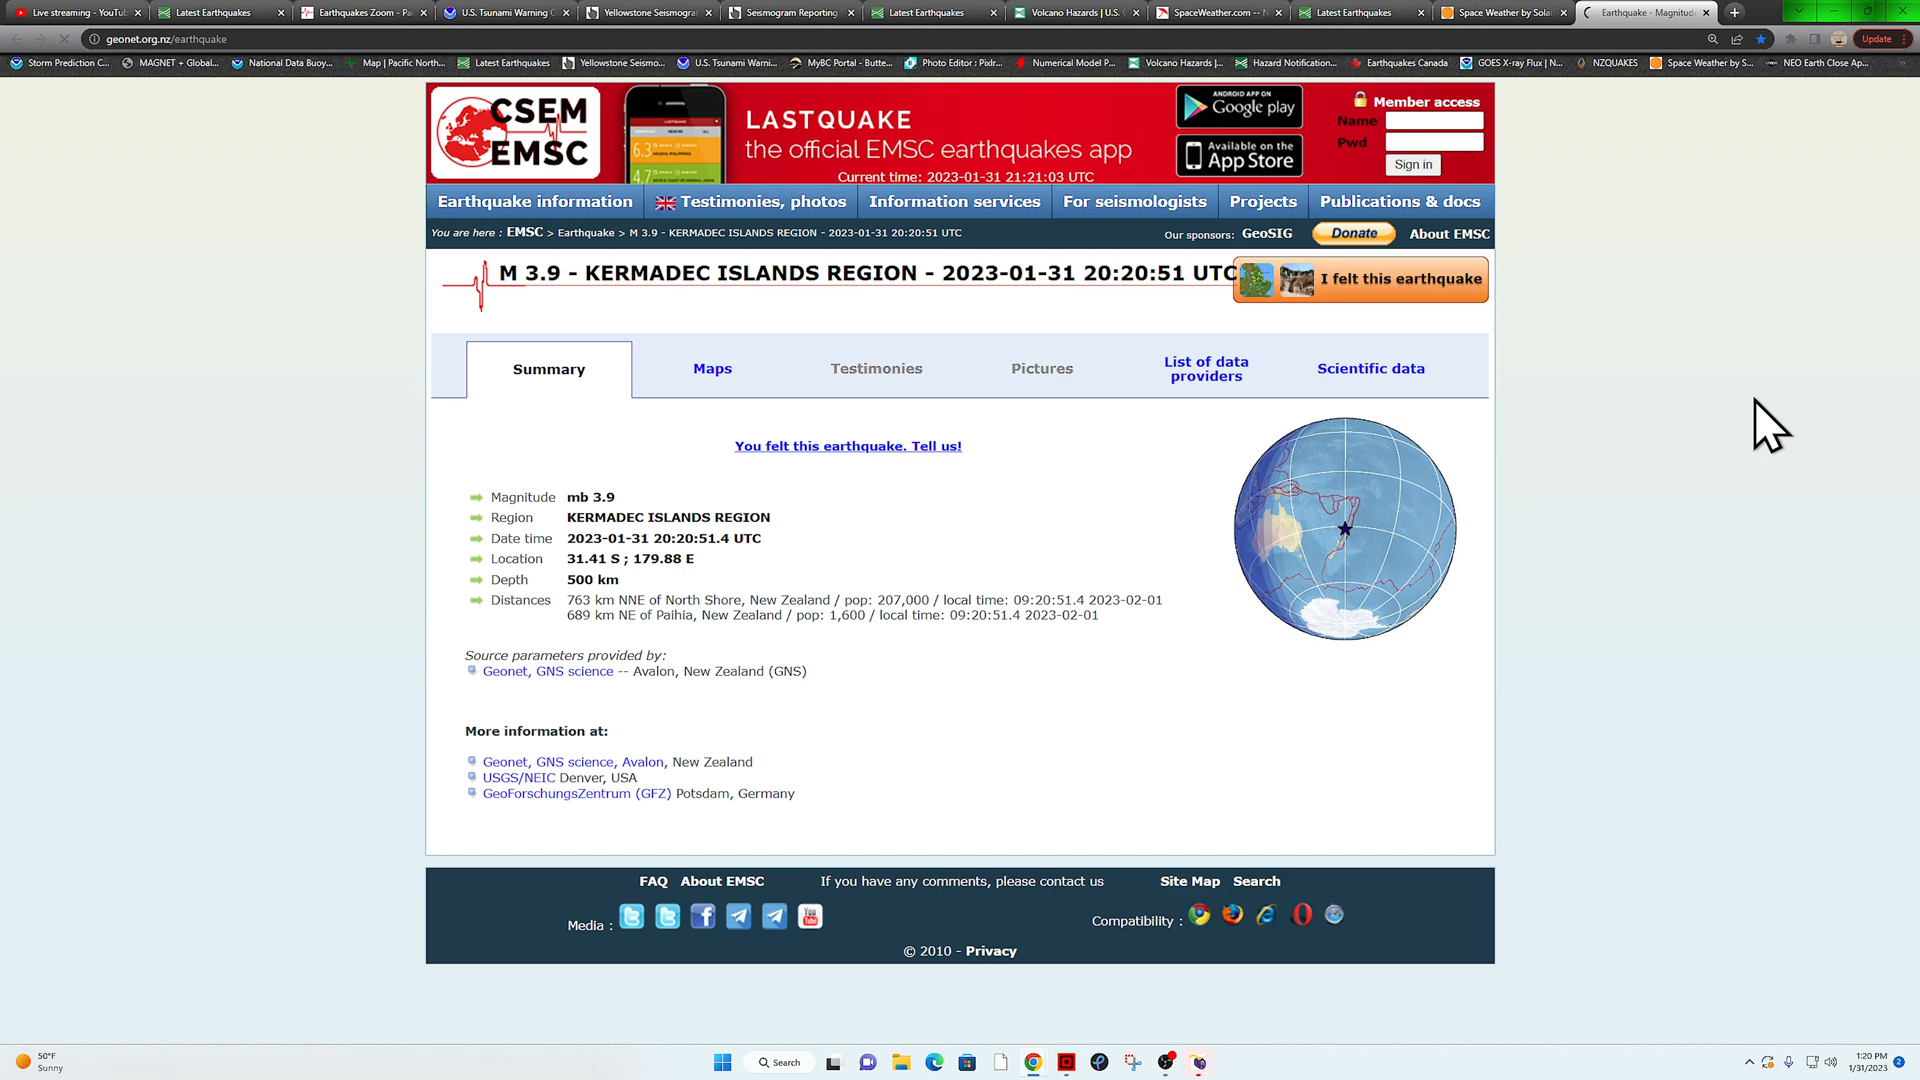 Live streaming - YouTub
Latest Earthquakes
Earthquakes Zoom - Pac
U.S. Tsunami Warning C
Yellowstone Seismogra
Seismogram Reporting
Latest Earthquakes
Volcano Hazards | U.S. G
SpaceWeather.com -- N
Latest Earthquakes
Space Weather by Sola
Earthquake - Magnitud
geonet.org.nz/earthquake
Update
Storm Prediction C...
MAGNET + Global...
National Data Buoy...
Map | Pacific North...
Latest Earthquakes
Yellowstone Seismo...
U.S. Tsunami Warni...
MyBC Portal - Butte...
Photo Editor : Pixlr...
Numerical Model P...
Volcano Hazards |...
Hazard Notification...
Earthquakes Canada
GOES X-ray Flux | N...
NZQUAKES
Space Weather by S...
NEO Earth Close Ap...
CSEM
EMSC
LASTQUAKE
the official EMSC earthquakes app
Current time: 2023-01-31 21:21:03 UTC
6.3
4.7
ANDROID APP ON
Google play
Available on the
App Store
Member access
Name
Pwd
Sign in
Earthquake information
Testimonies, photos
Information services
For seismologists
Projects
Publications & docs
You are here : EMSC > Earthquake > M 3.9 - KERMADEC ISLANDS REGION - 2023-01-31 20:20:51 UTC
Our sponsors: GeoSIG
Donate
About EMSC
M 3.9 - KERMADEC ISLANDS REGION - 2023-01-31 20:20:51 UTC
I felt this earthquake
Summary
Maps
Testimonies
Pictures
List of data
providers
Scientific data
You felt this earthquake. Tell us!
Magnitude mb 3.9
Region KERMADEC ISLANDS REGION
Date time 2023-01-31 20:20:51.4 UTC
Location 31.41 S ; 179.88 E
Depth 500 km
Distances 763 km NNE of North Shore, New Zealand / pop: 207,000 / local time: 09:20:51.4 2023-02-01
689 km NE of Paihia, New Zealand / pop: 1,600 / local time: 09:20:51.4 2023-02-01
Source parameters provided by:
Geonet, GNS science -- Avalon, New Zealand (GNS)
More information at:
Geonet, GNS science, Avalon, New Zealand
USGS/NEIC Denver, USA
GeoForschungsZentrum (GFZ) Potsdam, Germany
FAQ
About EMSC
If you have any comments, please contact us
Site Map
Search
Media :
You
Compatibility :
© 2010 - Privacy
50°F
Sunny
Search
1:20 PM
1/31/2023
2